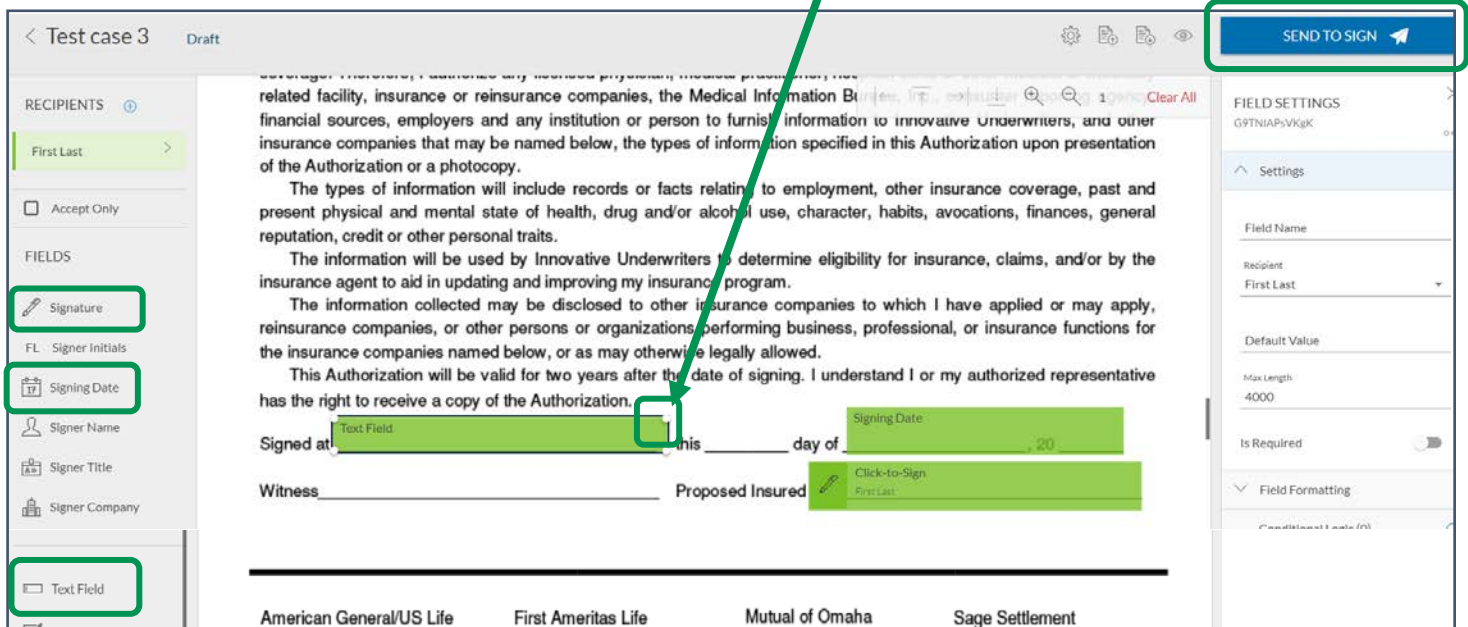 < Test case 3 Draft
SEND TO SIGN
RECIPIENTS
First Last
Accept Only
FIELDS
Signature
FL Signer Initials
Signing Date
Signer Name
Signer Title
Signer Company
Text Field
1 Clear All
related facility, insurance or reinsurance companies, the Medical Information
financial sources, employers and any institution or person to furnish information to Innovative Underwriters, and other
insurance companies that may be named below, the types of information specified in this Authorization upon presentation
of the Authorization or a photocopy.
The types of information will include records or facts relating to employment, other insurance coverage, past and
present physical and mental state of health, drug and/or alcohol use, character, habits, avocations, finances, general
reputation, credit or other personal traits.
The information will be used by Innovative Underwriters to determine eligibility for insurance, claims, and/or by the
insurance agent to aid in updating and improving my insurance program.
The information collected may be disclosed to other insurance companies to which I have applied or may apply,
reinsurance companies, or other persons or organizations performing business, professional, or insurance functions for
the insurance companies named below, or as may otherwise legally allowed.
This Authorization will be valid for two years after the date of signing. I understand I or my authorized representative
has the right to receive a copy of the Authorization.
Text Field
Signing Date
Signed at this ________ day of , 20
Click-to-Sign
First Last
Witness________ Proposed Insured
American General/US Life First Ameritas Life Mutual of Omaha Sage Settlement
FIELD SETTINGS
G9TNIAPsVKgK
Settings
Field Name
Recipient
First Last
Default Value
Max Length
4000
Is Required
Field Formatting